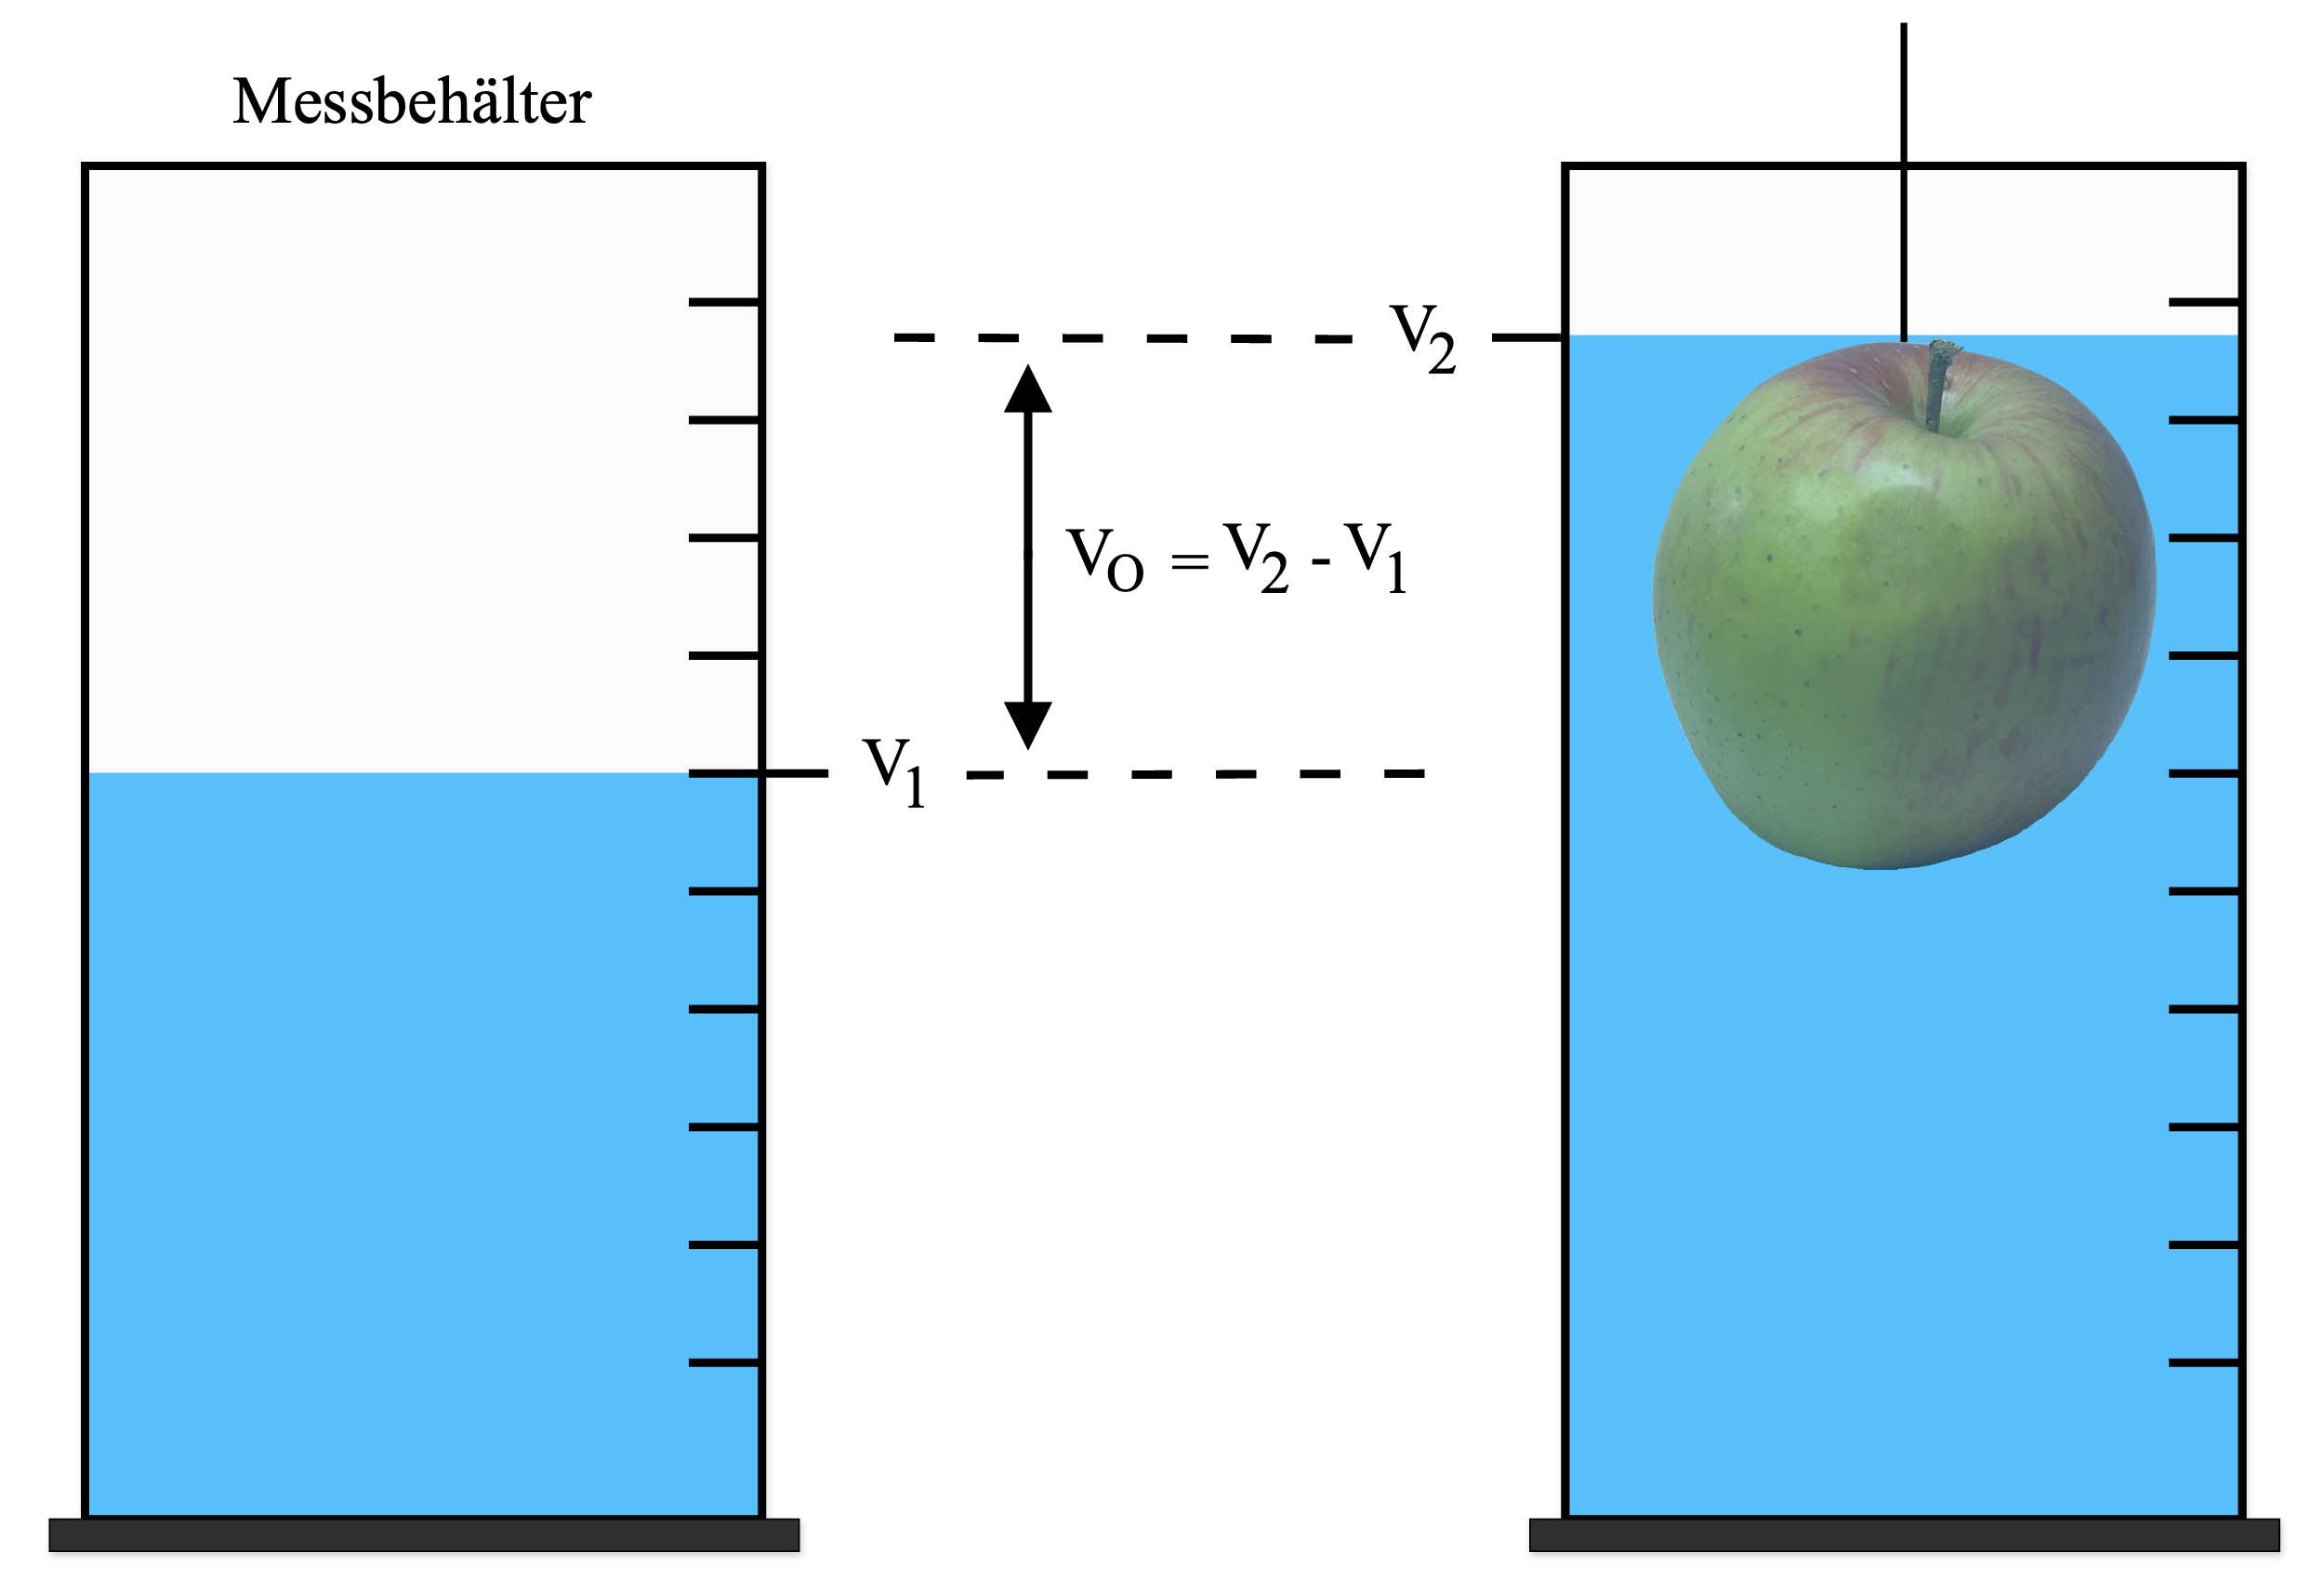 Messbehälter
V2
VO = V2 - V1
V1